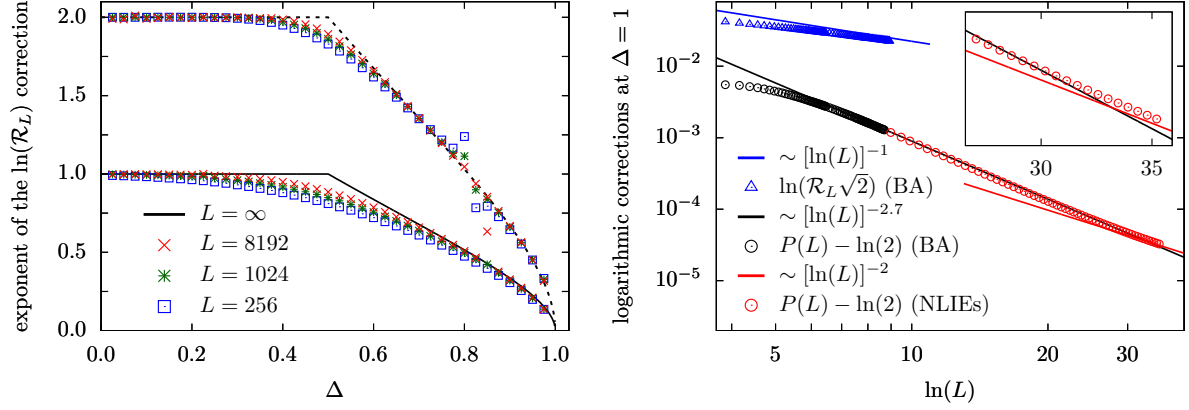 exponent of the ln(R_L) correction
2.0
1.5
1.0
0.5
0.0
0.0
0.2
0.4
0.6
0.8
1.0
Δ
L = ∞
L = 8192
L = 1024
L = 256
logarithmic corrections at Δ = 1
10^{-2}
10^{-3}
10^{-4}
10^{-5}
5
10
20
30
ln(L)
∼ [ln(L)]^{-1}
ln(R_L√2) (BA)
∼ [ln(L)]^{-2.7}
P(L) − ln(2) (BA)
∼ [ln(L)]^{-2}
P(L) − ln(2) (NLIEs)
30
35